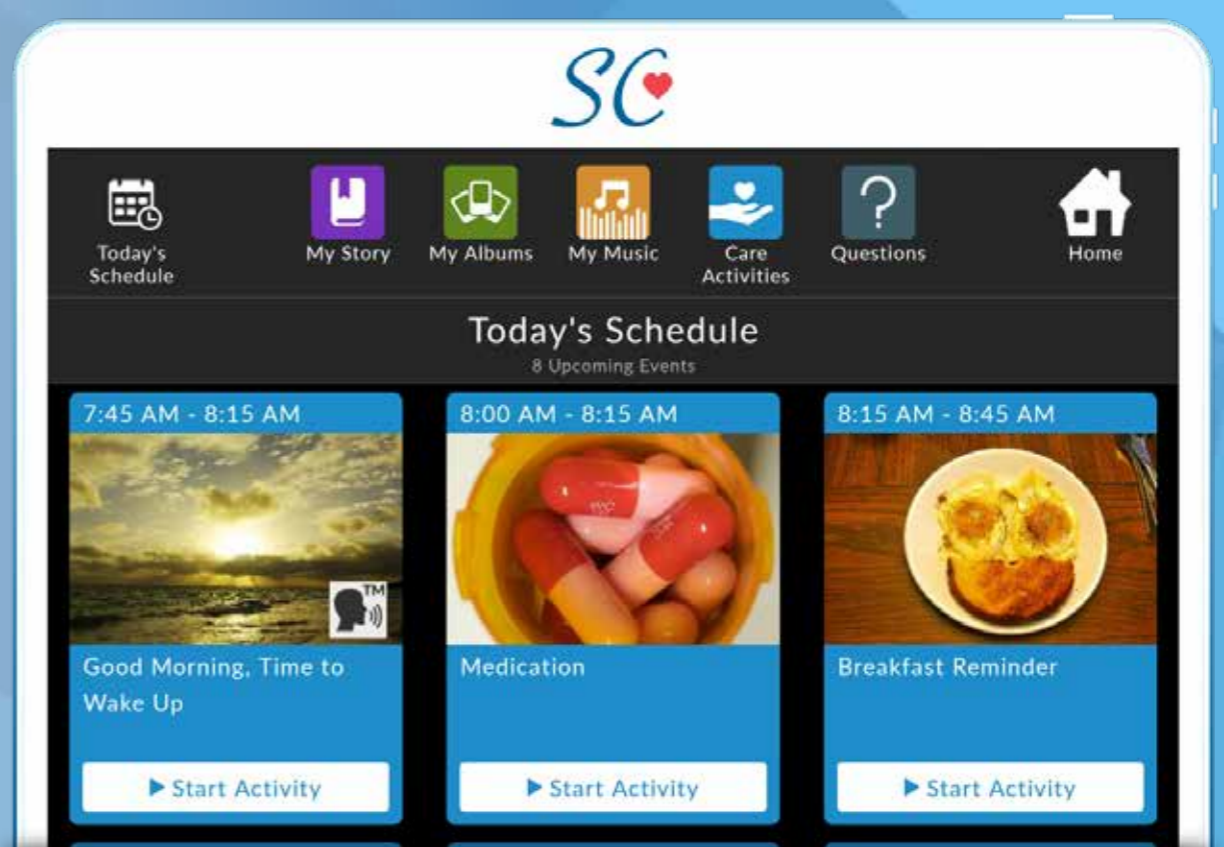 SC
Today's
Schedule
My Story
My Albums
My Music
Care
Activities
Questions
Home
Today's Schedule
8 Upcoming Events
7:45 AM - 8:15 AM
8:00 AM - 8:15 AM
8:15 AM - 8:45 AM
TM
Good Morning, Time to
Wake Up
Medication
Breakfast Reminder
Start Activity
Start Activity
Start Activity